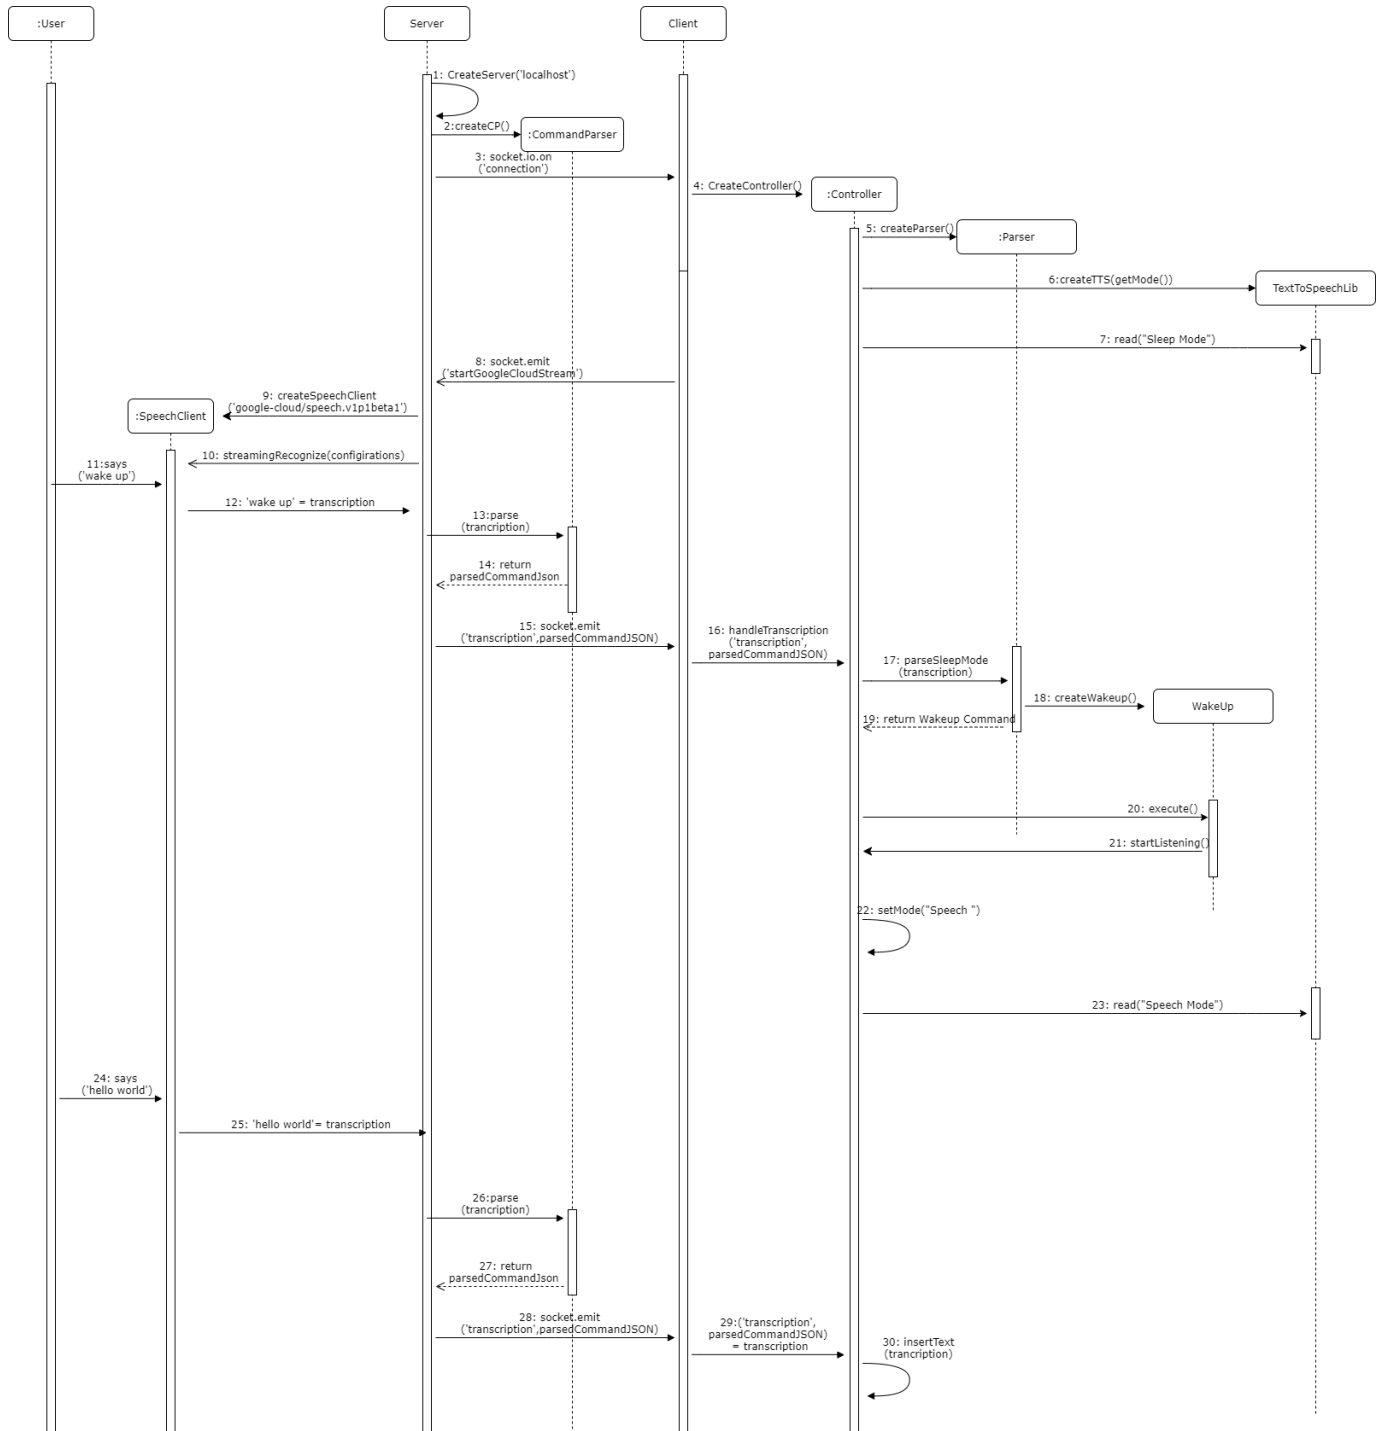 :User
Server
Client
1: CreateServer('localhost')
2:createCP()
:CommandParser
3: socket.io.on
('connection')
4: CreateController()
:Controller
5: createParser()
:Parser
6:createTTS(getMode())
TextToSpeechLib
7: read("Sleep Mode")
8: socket.emit
('startGoogleCloudStream')
9: createSpeechClient
('google-cloud/speech.v1p1beta1')
:SpeechClient
10: streamingRecognize(configirations)
11:says
('wake up')
12: 'wake up' = transcription
13:parse
(trancription)
14: return
parsedCommandJson
15: socket.emit
('transcription',parsedCommandJSON)
16: handleTranscription
('transcription',
parsedCommandJSON)
17: parseSleepMode
(transcription)
18: createWakeup()
WakeUp
19: return Wakeup Command
20: execute()
21: startListening()
22: setMode("Speech ")
23: read("Speech Mode")
24: says
('hello world')
25: 'hello world'= transcription
26:parse
(trancription)
27: return
parsedCommandJson
28: socket.emit
('transcription',parsedCommandJSON)
29:('transcription',
parsedCommandJSON)
= transcription
30: insertText
(trancription)